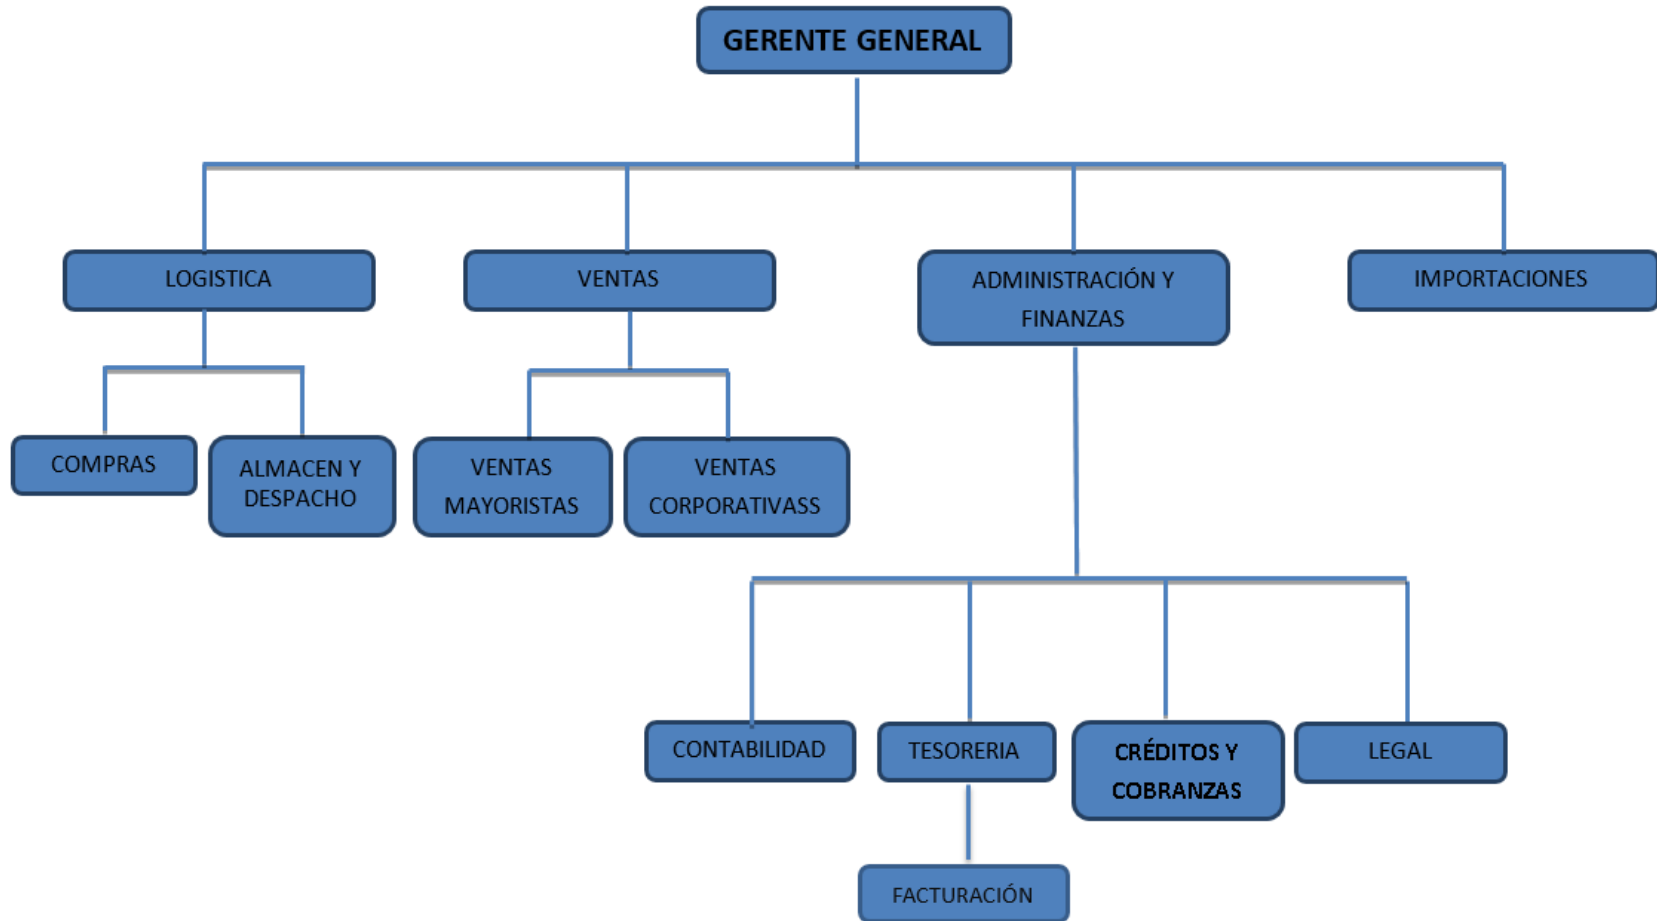 GERENTE GENERAL
LOGISTICA
VENTAS
ADMINISTRACIÓN Y
FINANZAS
IMPORTACIONES
COMPRAS
ALMACEN Y
DESPACHO
VENTAS
MAYORISTAS
VENTAS
CORPORATIVASS
CONTABILIDAD
TESORERIA
CRÉDITOS Y
COBRANZAS
LEGAL
FACTURACIÓN